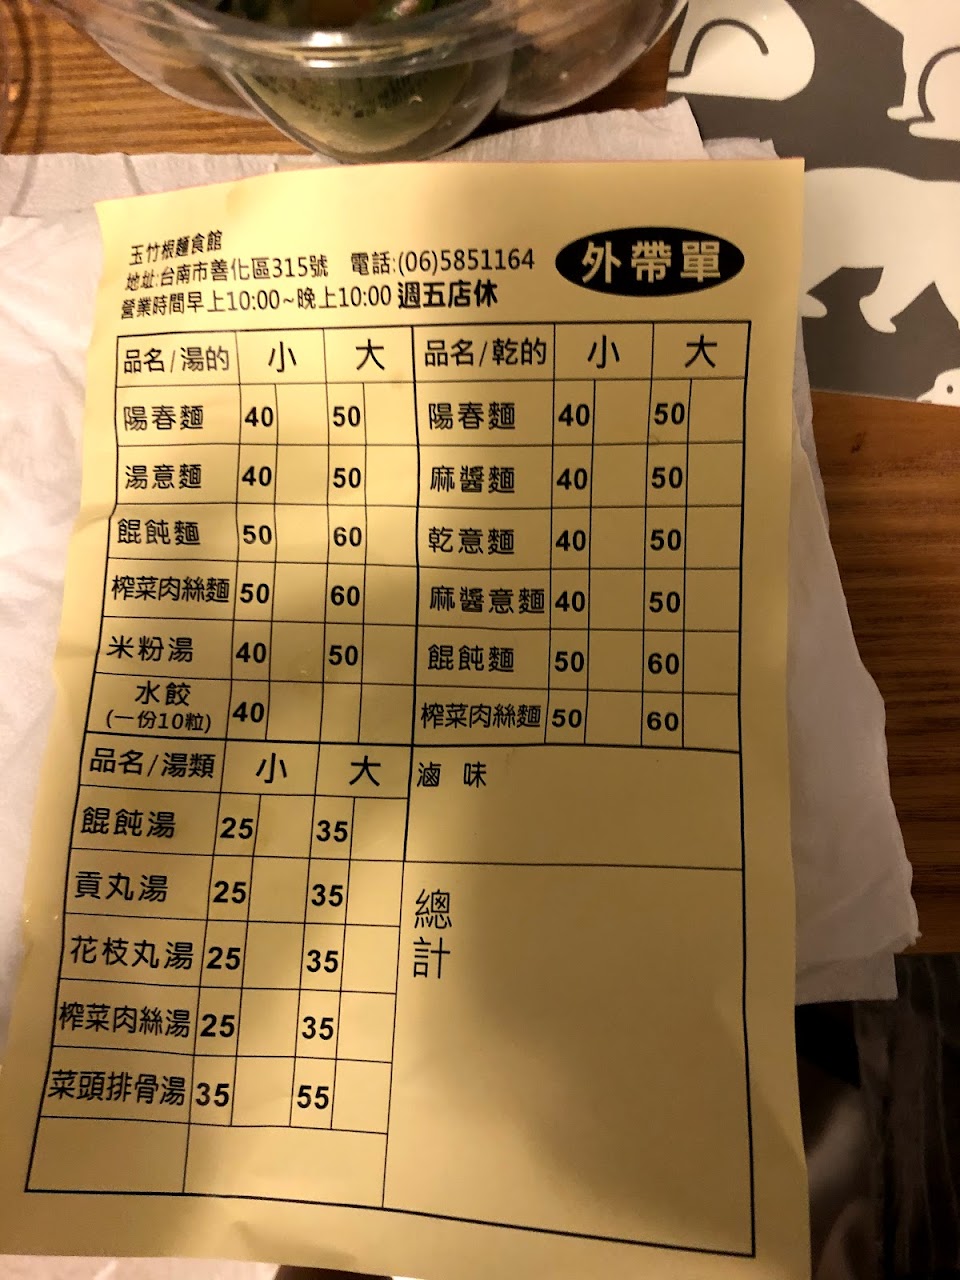 玉竹根麵食館
地址:台南市善化區315號 電話:(06)5851164
營業時間早上10:00~晚上10:00 週五店休
外帶單
品名/湯的 小 大
陽春麵 40 50
湯意麵 40 50
餛飩麵 50 60
榨菜肉絲麵 50 60
米粉湯 40 50
水餃
(一份10粒) 40
品名/乾的 小 大
陽春麵 40 50
麻醬麵 40 50
乾意麵 40 50
麻醬意麵 40 50
餛飩麵 50 60
榨菜肉絲麵 50 60
品名/湯類 小 大
餛飩湯 25 35
貢丸湯 25 35
花枝丸湯 25 35
榨菜肉絲湯 25 35
菜頭排骨湯 35 55
滷味
總計